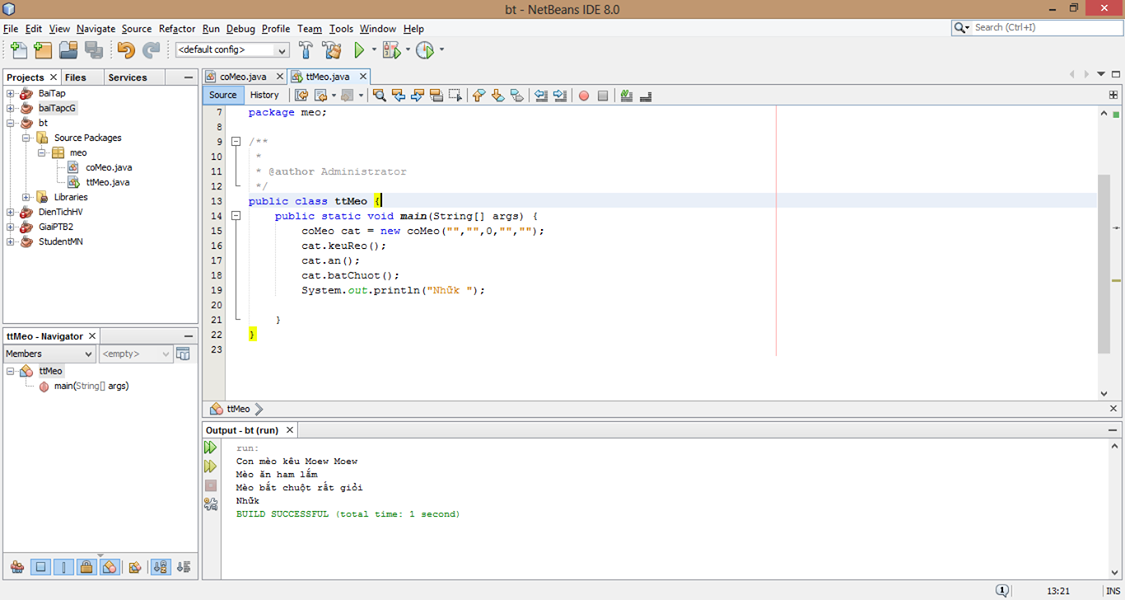 bt - NetBeans IDE 8.0
File Edit View Navigate Source Refactor Run Debug Profile Team Tools Window Help
Search (Ctrl+I)
<default config>
Projects Files Services
BaiTap
baiTapcG
bt
Source Packages
meo
coMeo.java
ttMeo.java
Libraries
DienTichHV
GiaiPTB2
StudentMN
ttMeo - Navigator
Members <empty>
ttMeo
main(String[] args)
coMeo.java ttMeo.java
Source History
7 package meo;
8
9 /**
10 *
11 * @author Administrator
12 */
13 public class ttMeo {
14 public static void main(String[] args) {
15 coMeo cat = new coMeo("","",0,"","");
16 cat.keuReo();
17 cat.an();
18 cat.batChuot();
19 System.out.println("Nhữk ");
20
21 }
22 }
23
ttMeo
Output - bt (run)
run:
Con mèo kêu Moew Moew
Mèo ăn ham lắm
Mèo bắt chuột rất giỏi
Nhữk
BUILD SUCCESSFUL (total time: 1 second)
1 13:21 INS